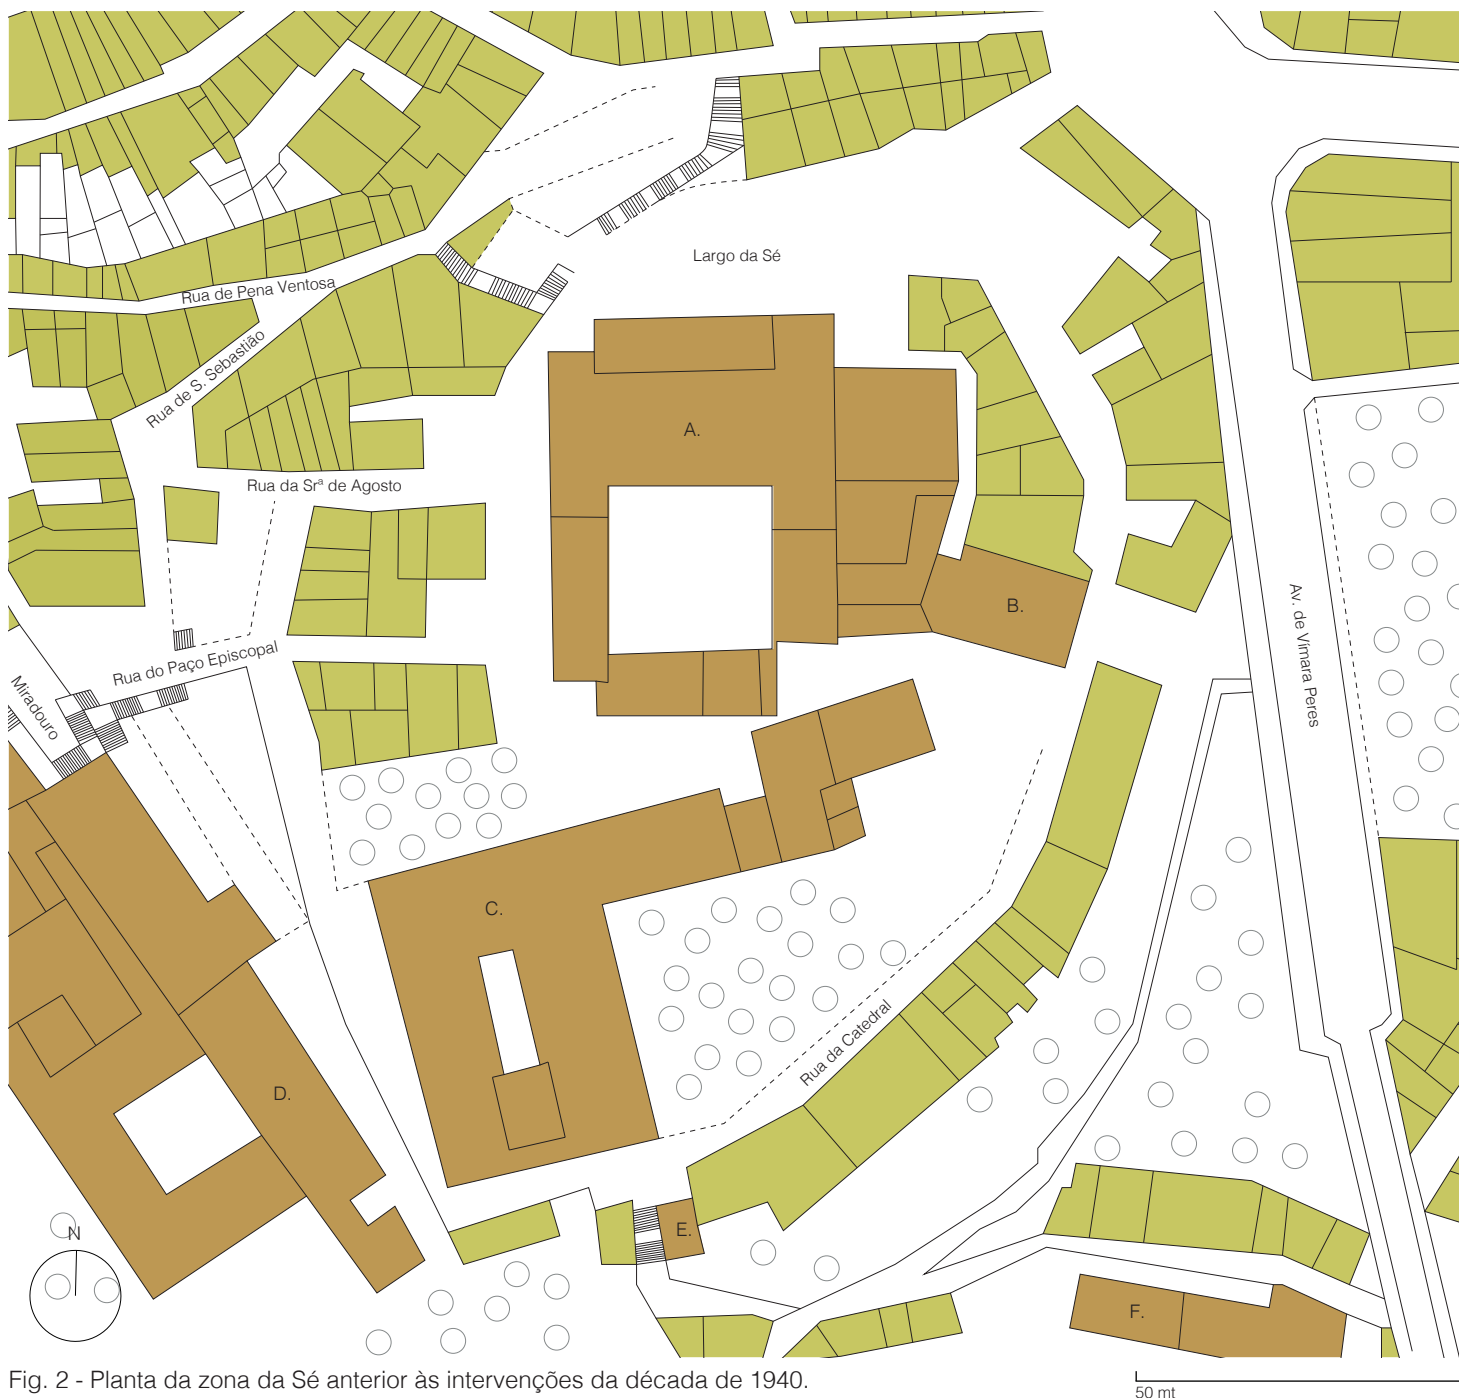 Largo da Sé
Rua de Pena Ventosa
Rua de S. Sebastião
A.
Rua da Srª de Agosto
B.
Av. de Vímara Peres
Rua do Paço Episcopal
Miradouro
C.
Rua da Catedral
D.
E.
N
F.
Fig. 2 - Planta da zona da Sé anterior às intervenções da década de 1940.
50 mt